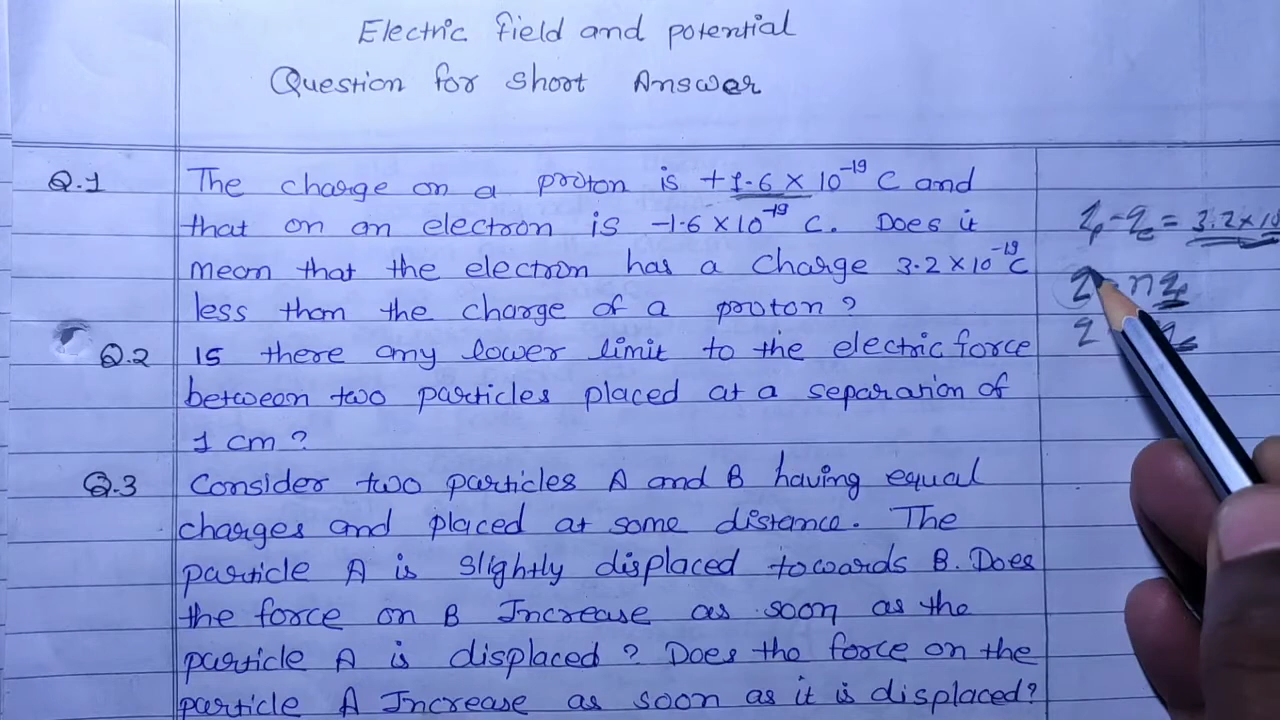 Electric field and potential
Question for short Answer
Q.1 The charge on a proton is +1.6 × 10⁻¹⁹ C and
that on an electron is -1.6 × 10⁻¹⁹ C. Does it
mean that the electron has a charge 3.2 × 10⁻¹⁹ C
less than the charge of a proton?
Q.2 Is there any lower limit to the electric force
between two particles placed at a separation of
1 cm?
Q.3 Consider two particles A and B having equal
charges and placed at some distance. The
particle A is slightly displaced towards B. Does
the force on B Increase as soon as the
particle A is displaced? Does the force on the
particle A Increase as soon as it is displaced?
= 3.2 × 10